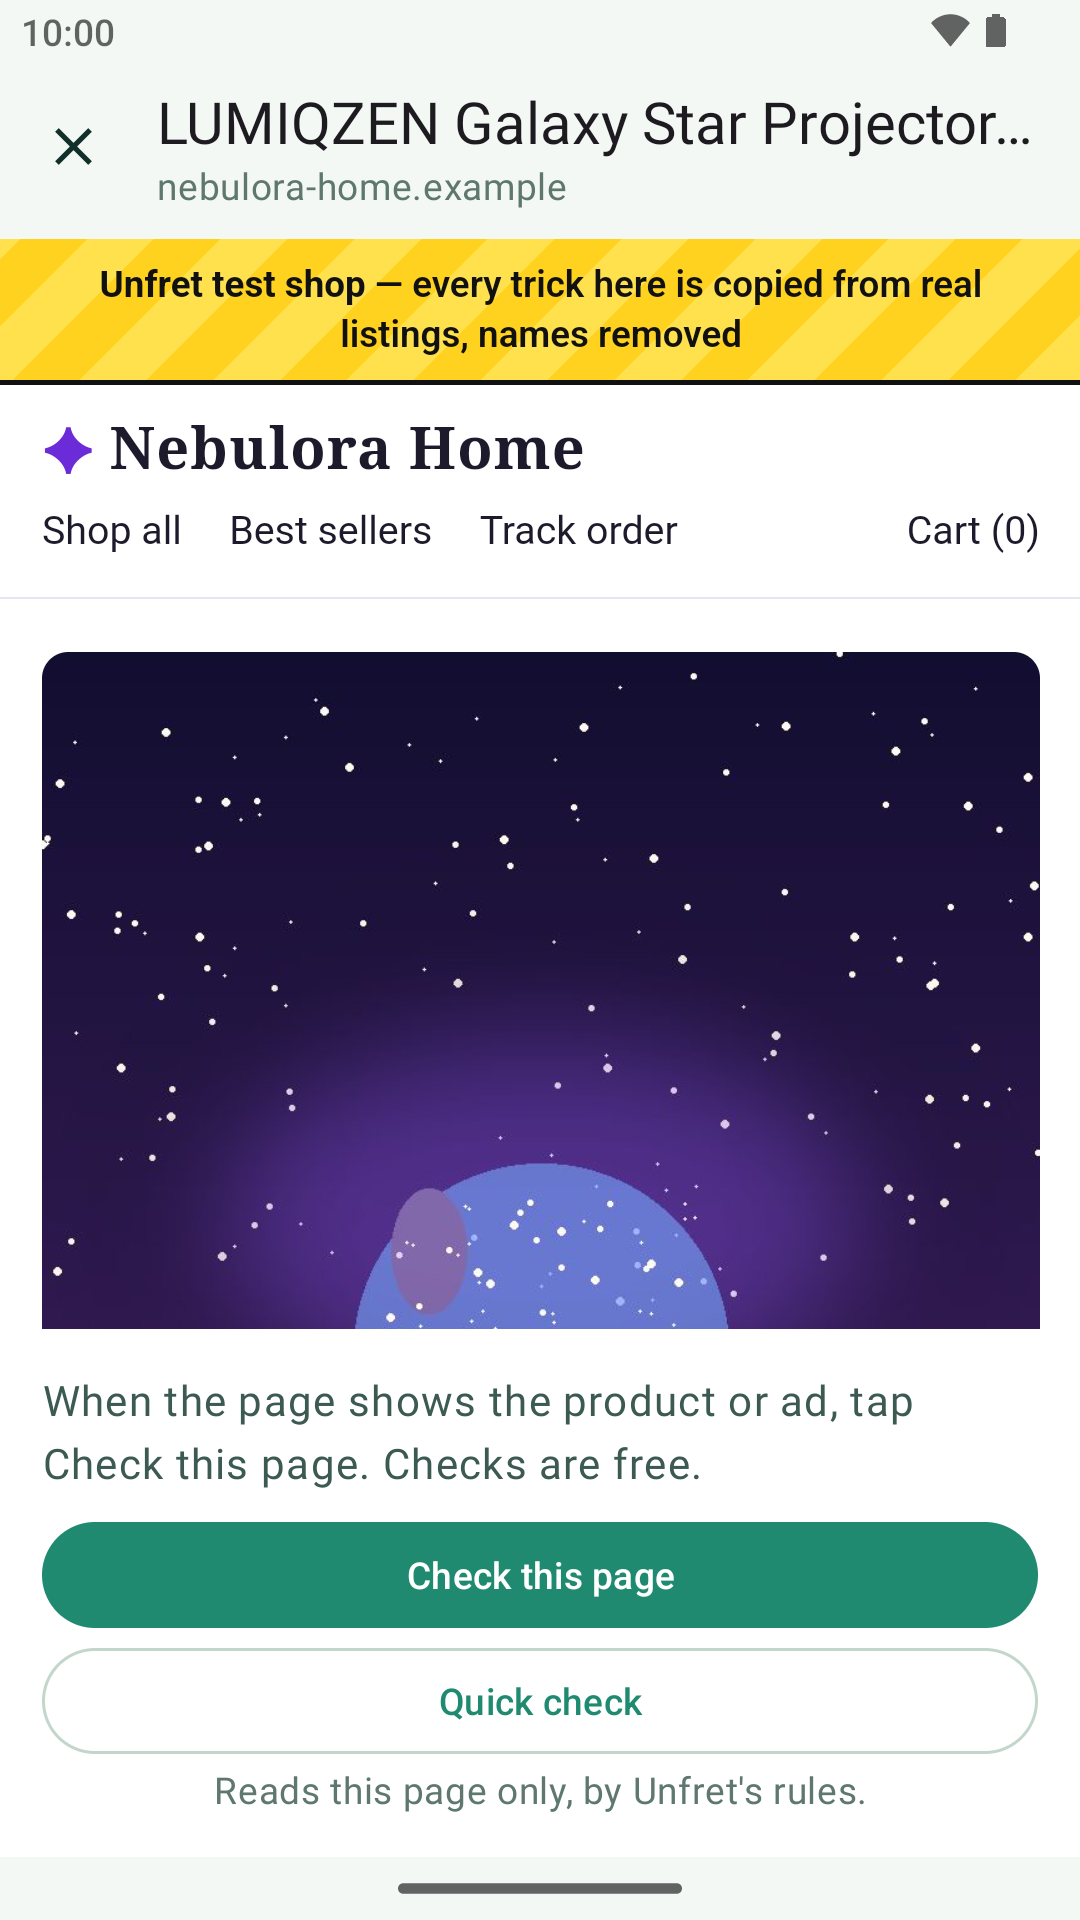 10:00
LUMIQZEN Galaxy Star Projector…
nebulora-home.example
Unfret test shop — every trick here is copied from real
listings, names removed
Nebulora Home
Shop all Best sellers Track order Cart (0)
When the page shows the product or ad, tap
Check this page. Checks are free.
Check this page
Quick check
Reads this page only, by Unfret's rules.